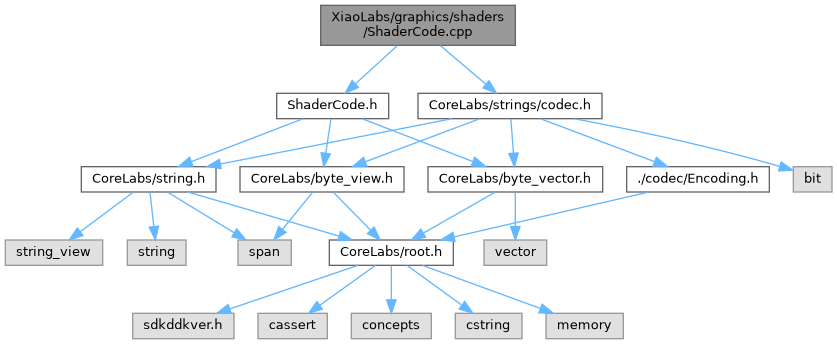 XiaoLabs/graphics/shaders
/ShaderCode.cpp
ShaderCode.h
CoreLabs/strings/codec.h
CoreLabs/string.h
CoreLabs/byte_view.h
CoreLabs/byte_vector.h
./codec/Encoding.h
bit
string_view
string
span
CoreLabs/root.h
vector
sdkddkver.h
cassert
concepts
cstring
memory